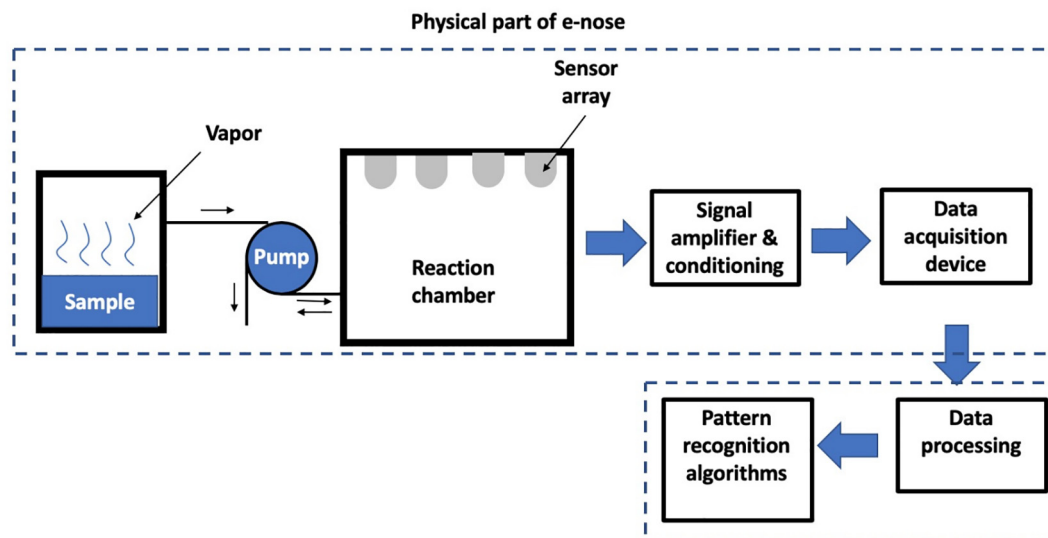 Physical part of e-nose
Sensor
array
Vapor
Sample
Pump
Reaction
chamber
Signal
amplifier &
conditioning
Data
acquisition
device
Pattern
recognition
algorithms
Data
processing